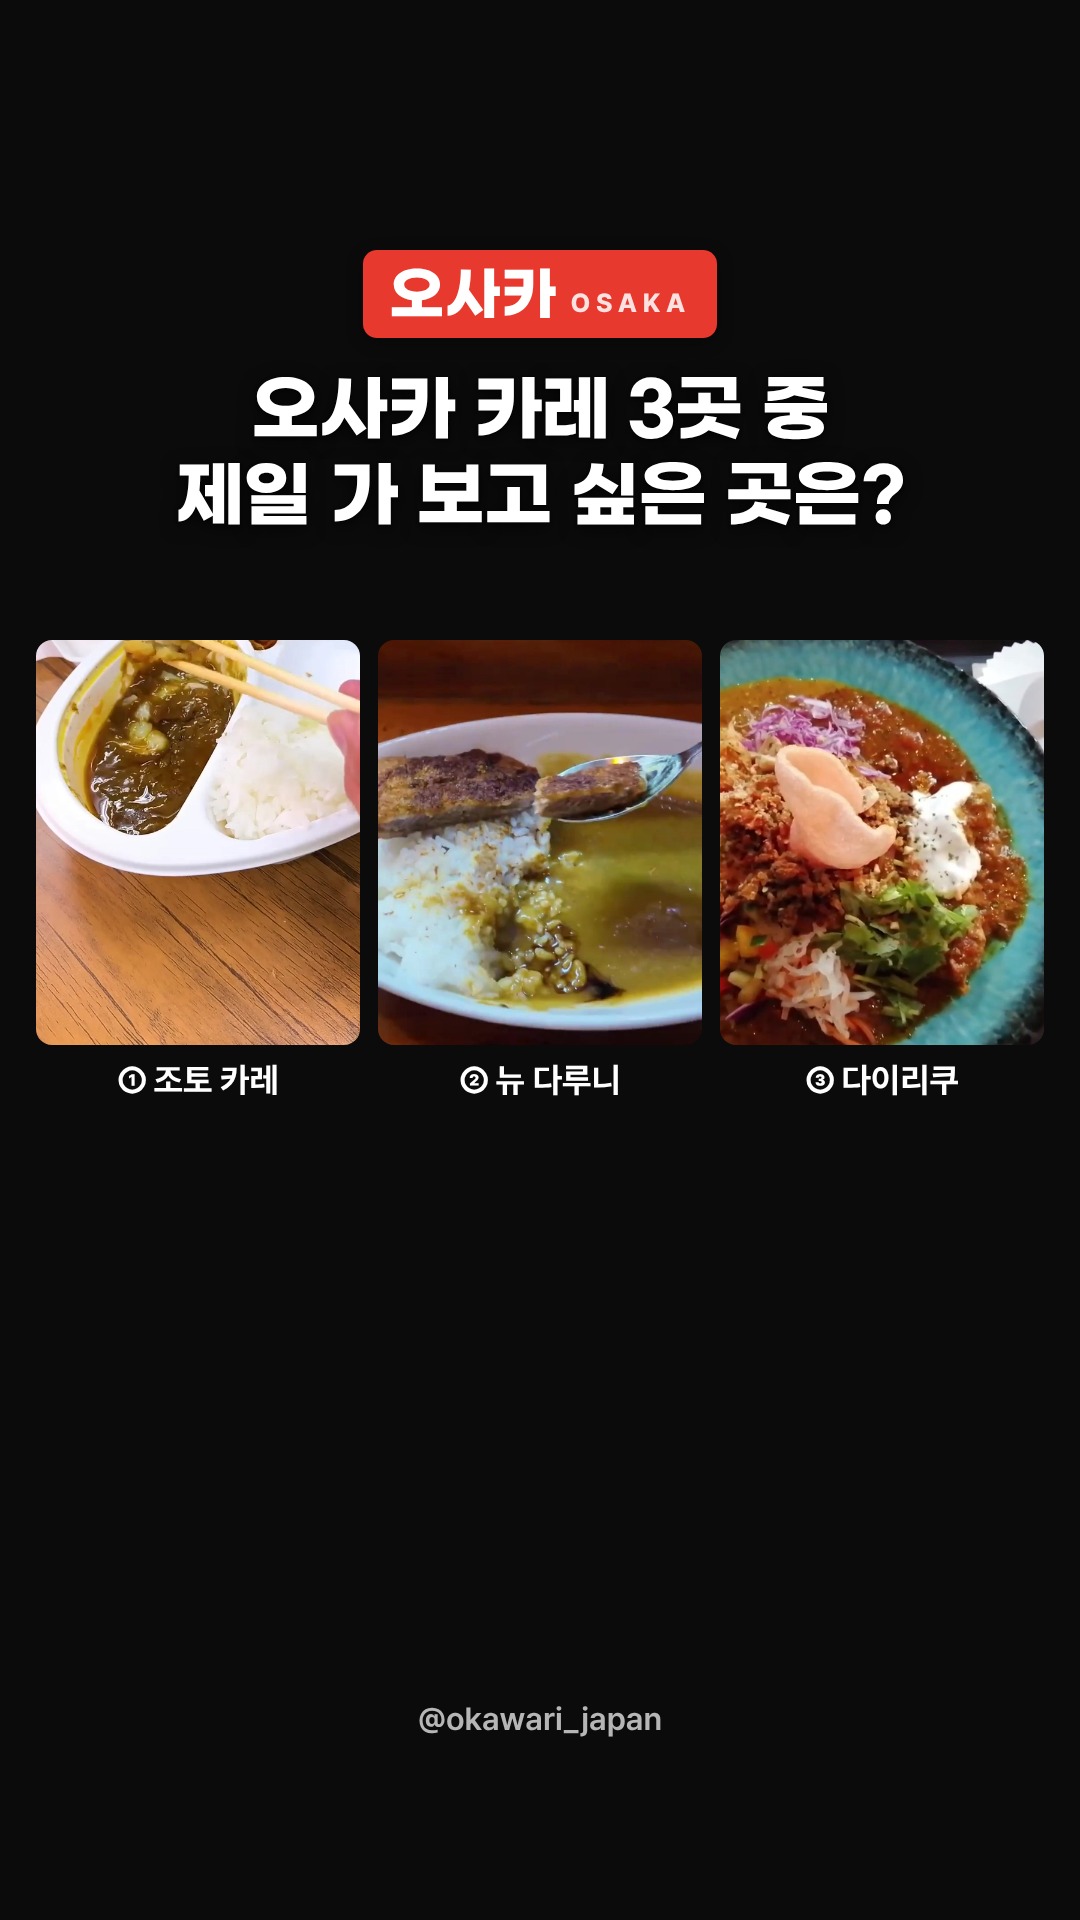 오사카 OSAKA
오사카 카레 3곳 중
제일 가 보고 싶은 곳은?
① 조토 카레
② 뉴 다루니
③ 다이리쿠
@okawari_japan